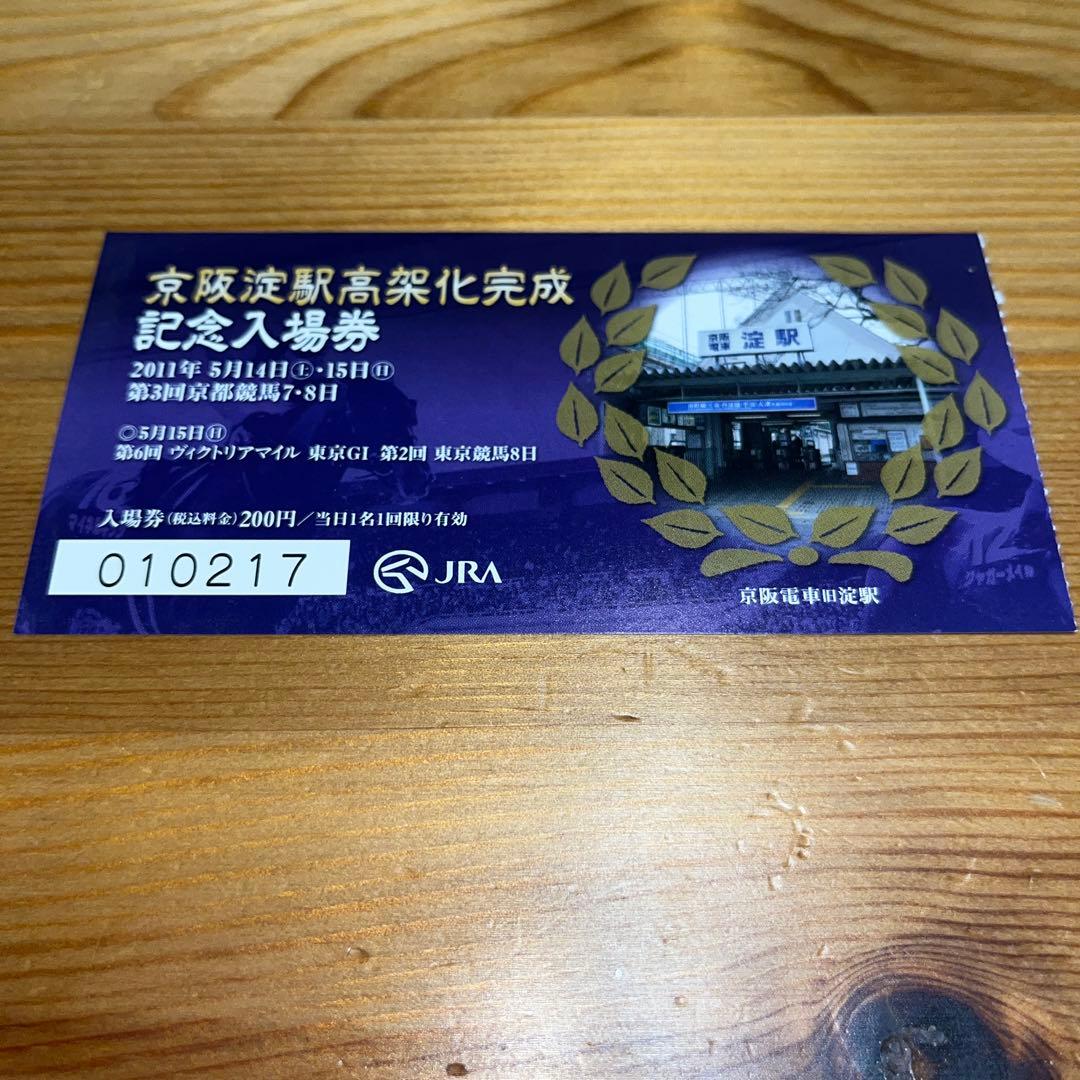 京阪淀駅高架化完成
記念入場券
2011年 5月14日㊏・15日㊐
第3回京都競馬7・8日
◎5月15日㊐
第6回 ヴィクトリアマイル 東京GI 第2回 東京競馬8日
入場券(税込料金)200円/当日1名1回限り有効
010217
JRA
京阪電車 淀駅
京阪電車旧淀駅
12